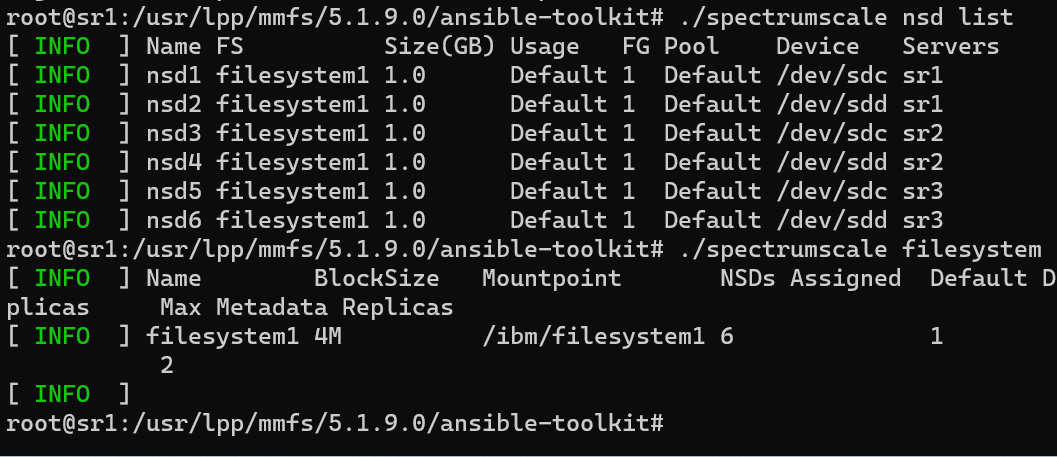 root@sr1:/usr/lpp/mmfs/5.1.9.0/ansible-toolkit# ./spectrumscale nsd list
[ INFO  ] Name FS          Size(GB) Usage   FG Pool    Device   Servers
[ INFO  ] nsd1 filesystem1 1.0      Default 1  Default /dev/sdc sr1
[ INFO  ] nsd2 filesystem1 1.0      Default 1  Default /dev/sdd sr1
[ INFO  ] nsd3 filesystem1 1.0      Default 1  Default /dev/sdc sr2
[ INFO  ] nsd4 filesystem1 1.0      Default 1  Default /dev/sdd sr2
[ INFO  ] nsd5 filesystem1 1.0      Default 1  Default /dev/sdc sr3
[ INFO  ] nsd6 filesystem1 1.0      Default 1  Default /dev/sdd sr3
root@sr1:/usr/lpp/mmfs/5.1.9.0/ansible-toolkit# ./spectrumscale filesystem
[ INFO  ] Name        BlockSize   Mountpoint       NSDs Assigned  Default D
plicas     Max Metadata Replicas
[ INFO  ] filesystem1 4M          /ibm/filesystem1 6              1
           2
[ INFO  ]
root@sr1:/usr/lpp/mmfs/5.1.9.0/ansible-toolkit#